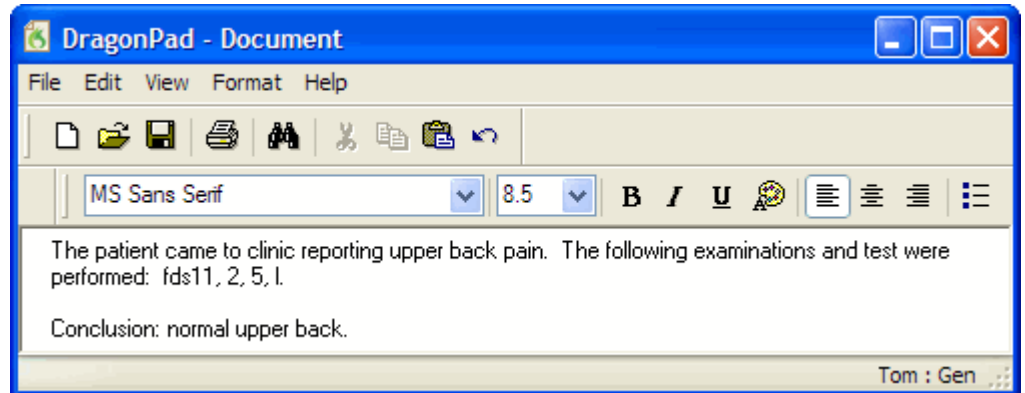 DragonPad - Document
File Edit View Format Help
MS Sans Serif 8.5 B I U
The patient came to clinic reporting upper back pain.  The following examinations and test were
performed:  fds11, 2, 5, l.
Conclusion: normal upper back.
Tom : Gen